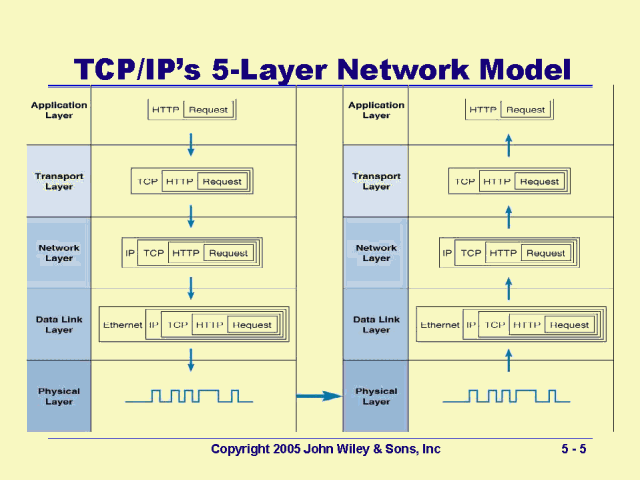 TCP/IP's 5-Layer Network Model
Application
Layer
HTTP Request
Application
Layer
HTTP Request
Transport
Layer
TCP HTTP Request
Transport
Layer
TCP HTTP Request
Network
Layer
IP TCP HTTP Request
Network
Layer
IP TCP HTTP Request
Data Link
Layer
Ethernet IP TCP HTTP Request
Data Link
Layer
Ethernet IP TCP HTTP Request
Physical
Layer
Physical
Layer
Copyright 2005 John Wiley & Sons, Inc
5 - 5